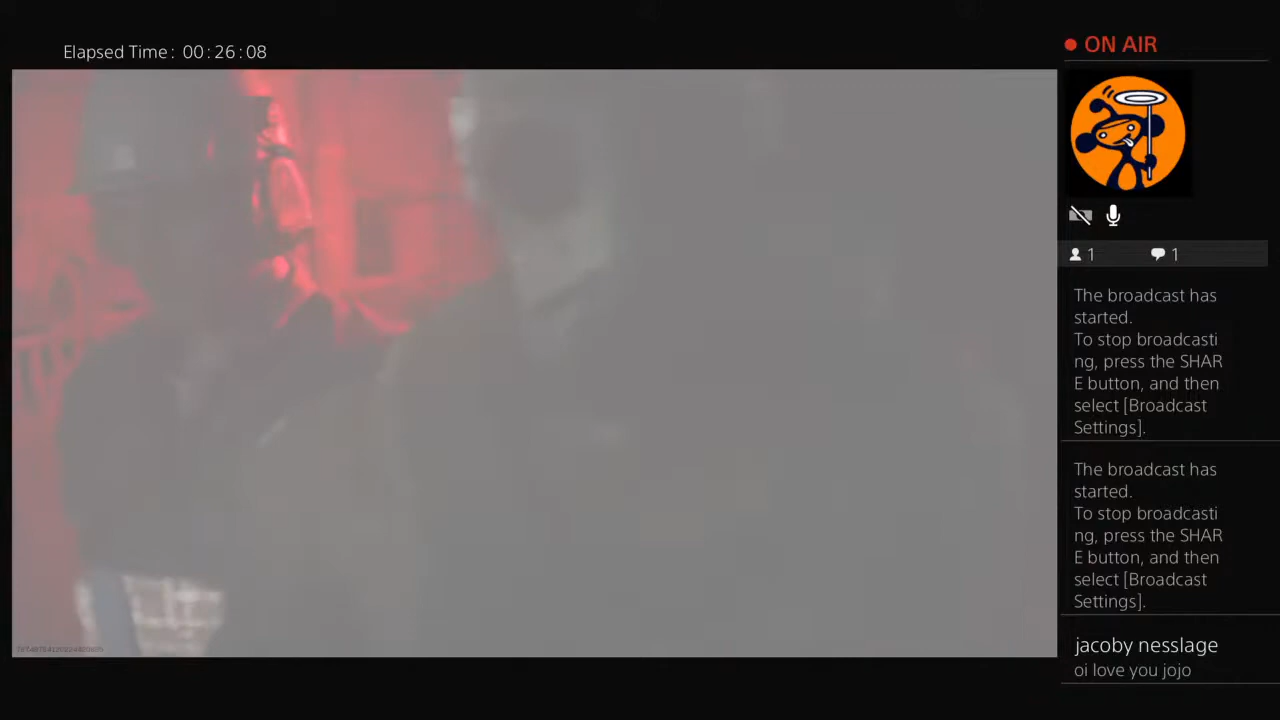 Elapsed Time: 00:26:08
ON AIR
1
1
The broadcast has
started.
To stop broadcasti
ng, press the SHAR
E button, and then
select [Broadcast
Settings].
The broadcast has
started.
To stop broadcasti
ng, press the SHAR
E button, and then
select [Broadcast
Settings].
jacoby nesslage
oi love you jojo